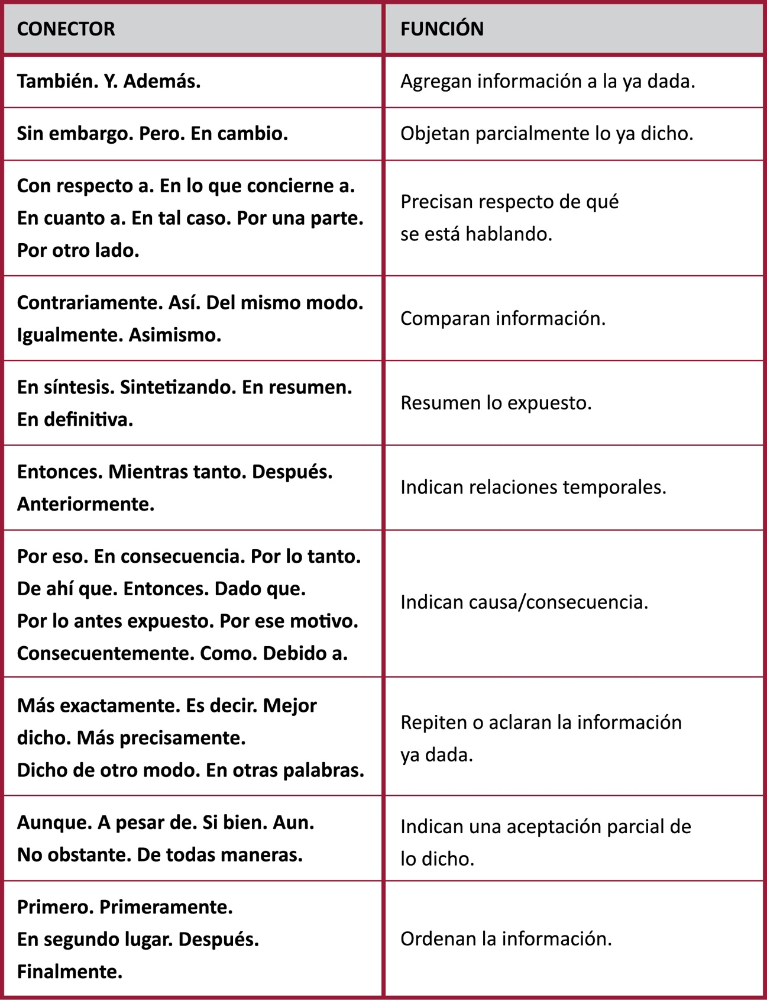 CONECTOR
FUNCIÓN
También. Y. Además.
Agregan información a la ya dada.
Sin embargo. Pero. En cambio.
Objetan parcialmente lo ya dicho.
Con respecto a. En lo que concierne a.
En cuanto a. En tal caso. Por una parte.
Por otro lado.
Precisan respecto de qué
se está hablando.
Contrariamente. Así. Del mismo modo.
Igualmente. Asimismo.
Comparan información.
En síntesis. Sintetizando. En resumen.
En definitiva.
Resumen lo expuesto.
Entonces. Mientras tanto. Después.
Anteriormente.
Indican relaciones temporales.
Por eso. En consecuencia. Por lo tanto.
De ahí que. Entonces. Dado que.
Por lo antes expuesto. Por ese motivo.
Consecuentemente. Como. Debido a.
Indican causa/consecuencia.
Más exactamente. Es decir. Mejor
dicho. Más precisamente.
Dicho de otro modo. En otras palabras.
Repiten o aclaran la información
ya dada.
Aunque. A pesar de. Si bien. Aun.
No obstante. De todas maneras.
Indican una aceptación parcial de
lo dicho.
Primero. Primeramente.
En segundo lugar. Después.
Finalmente.
Ordenan la información.